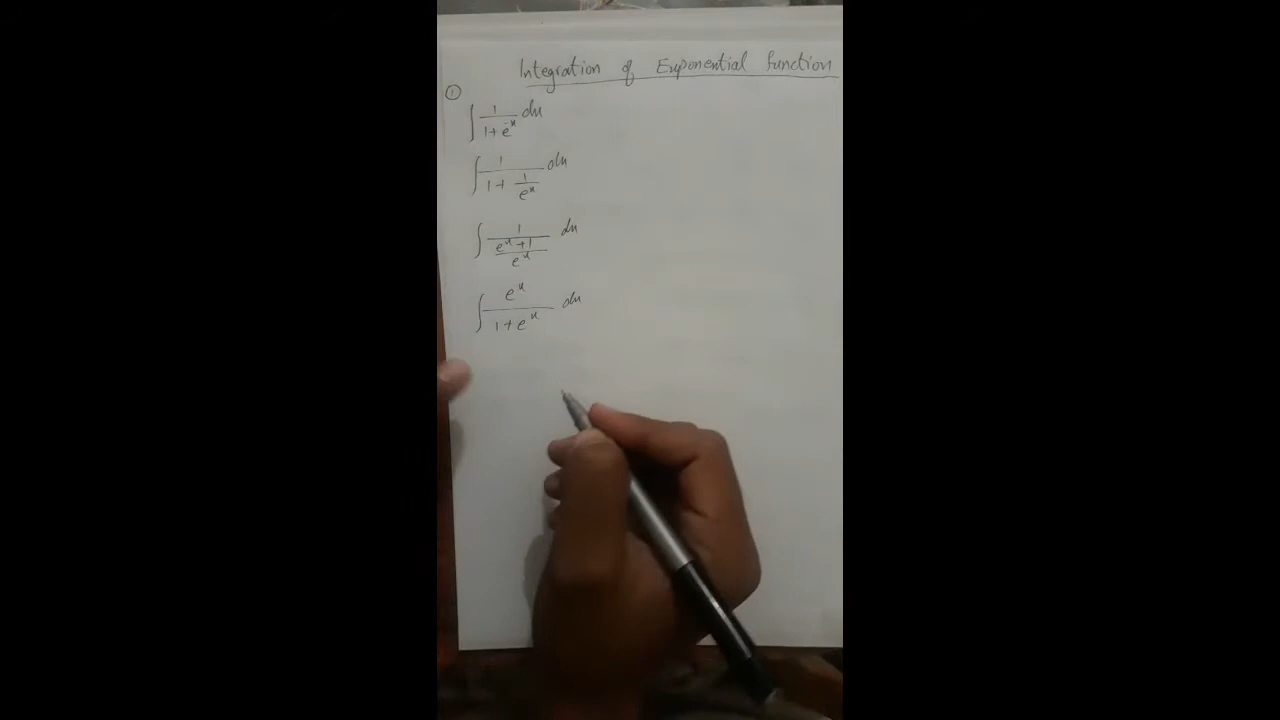 Integration of Exponential function
①
∫ 1/(1+e^-x) dx
∫ 1/(1+ 1/e^x) dx
∫ 1/((e^x+1)/e^x) dx
∫ e^x/(1+e^x) dx